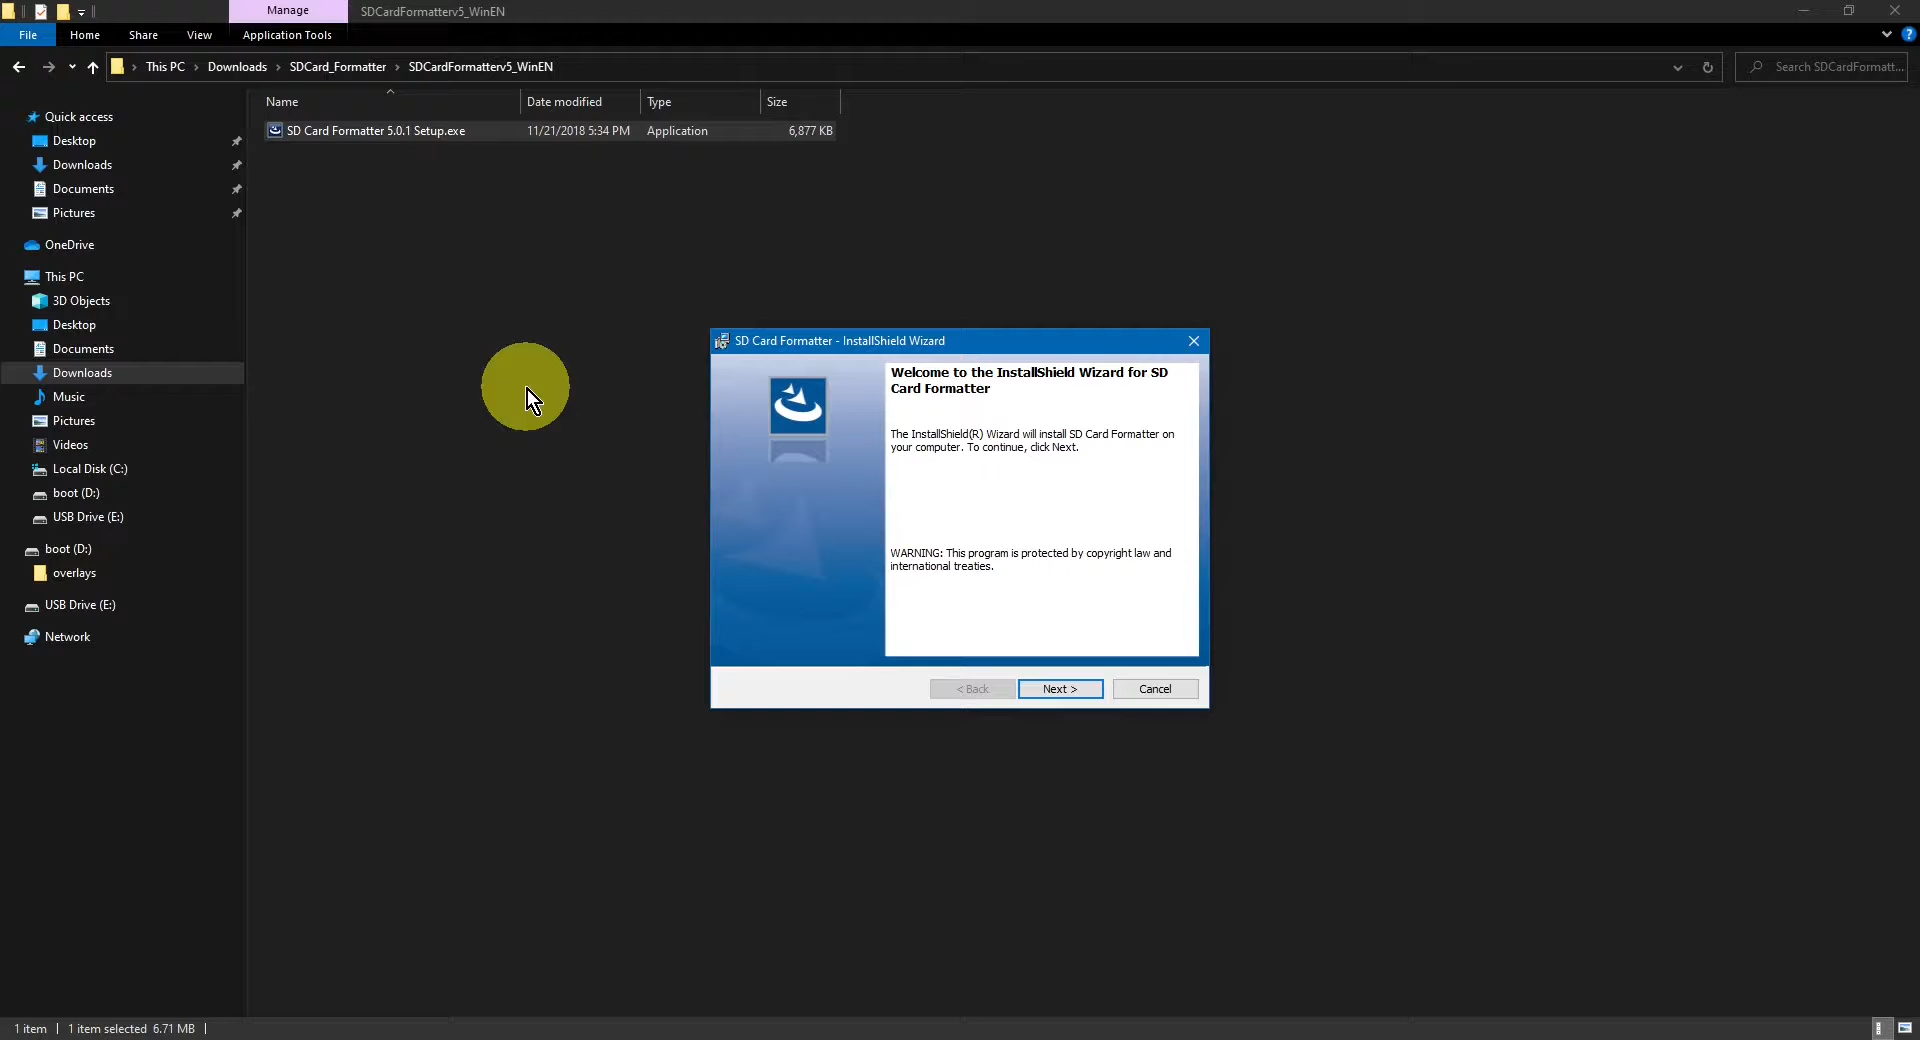 Manage
SDCardFormatterv5_WinEN
File
Home
Share
View
Application Tools
This PC > Downloads > SDCard_Formatter > SDCardFormatterv5_WinEN
Search SDCardFormatt...
Name
Date modified
Type
Size
SD Card Formatter 5.0.1 Setup.exe
11/21/2018 5:34 PM
Application
6,877 KB
Quick access
Desktop
Downloads
Documents
Pictures
OneDrive
This PC
3D Objects
Desktop
Documents
Downloads
Music
Pictures
Videos
Local Disk (C:)
boot (D:)
USB Drive (E:)
boot (D:)
overlays
USB Drive (E:)
Network
SD Card Formatter - InstallShield Wizard
Welcome to the InstallShield Wizard for SD
Card Formatter
The InstallShield(R) Wizard will install SD Card Formatter on
your computer. To continue, click Next.
WARNING: This program is protected by copyright law and
international treaties.
< Back
Next >
Cancel
1 item
1 item selected 6.71 MB